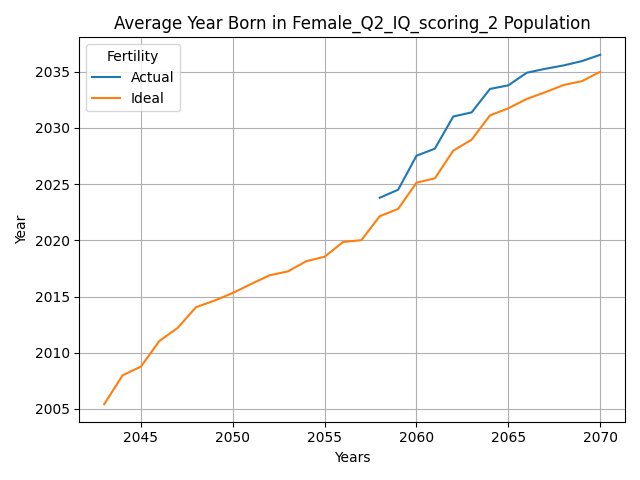 Average Year Born in Female_Q2_IQ_scoring_2 Population
Fertility
Actual
Ideal
Year
2035
2030
2025
2020
2015
2010
2005
2045
2050
2055
2060
2065
2070
Years